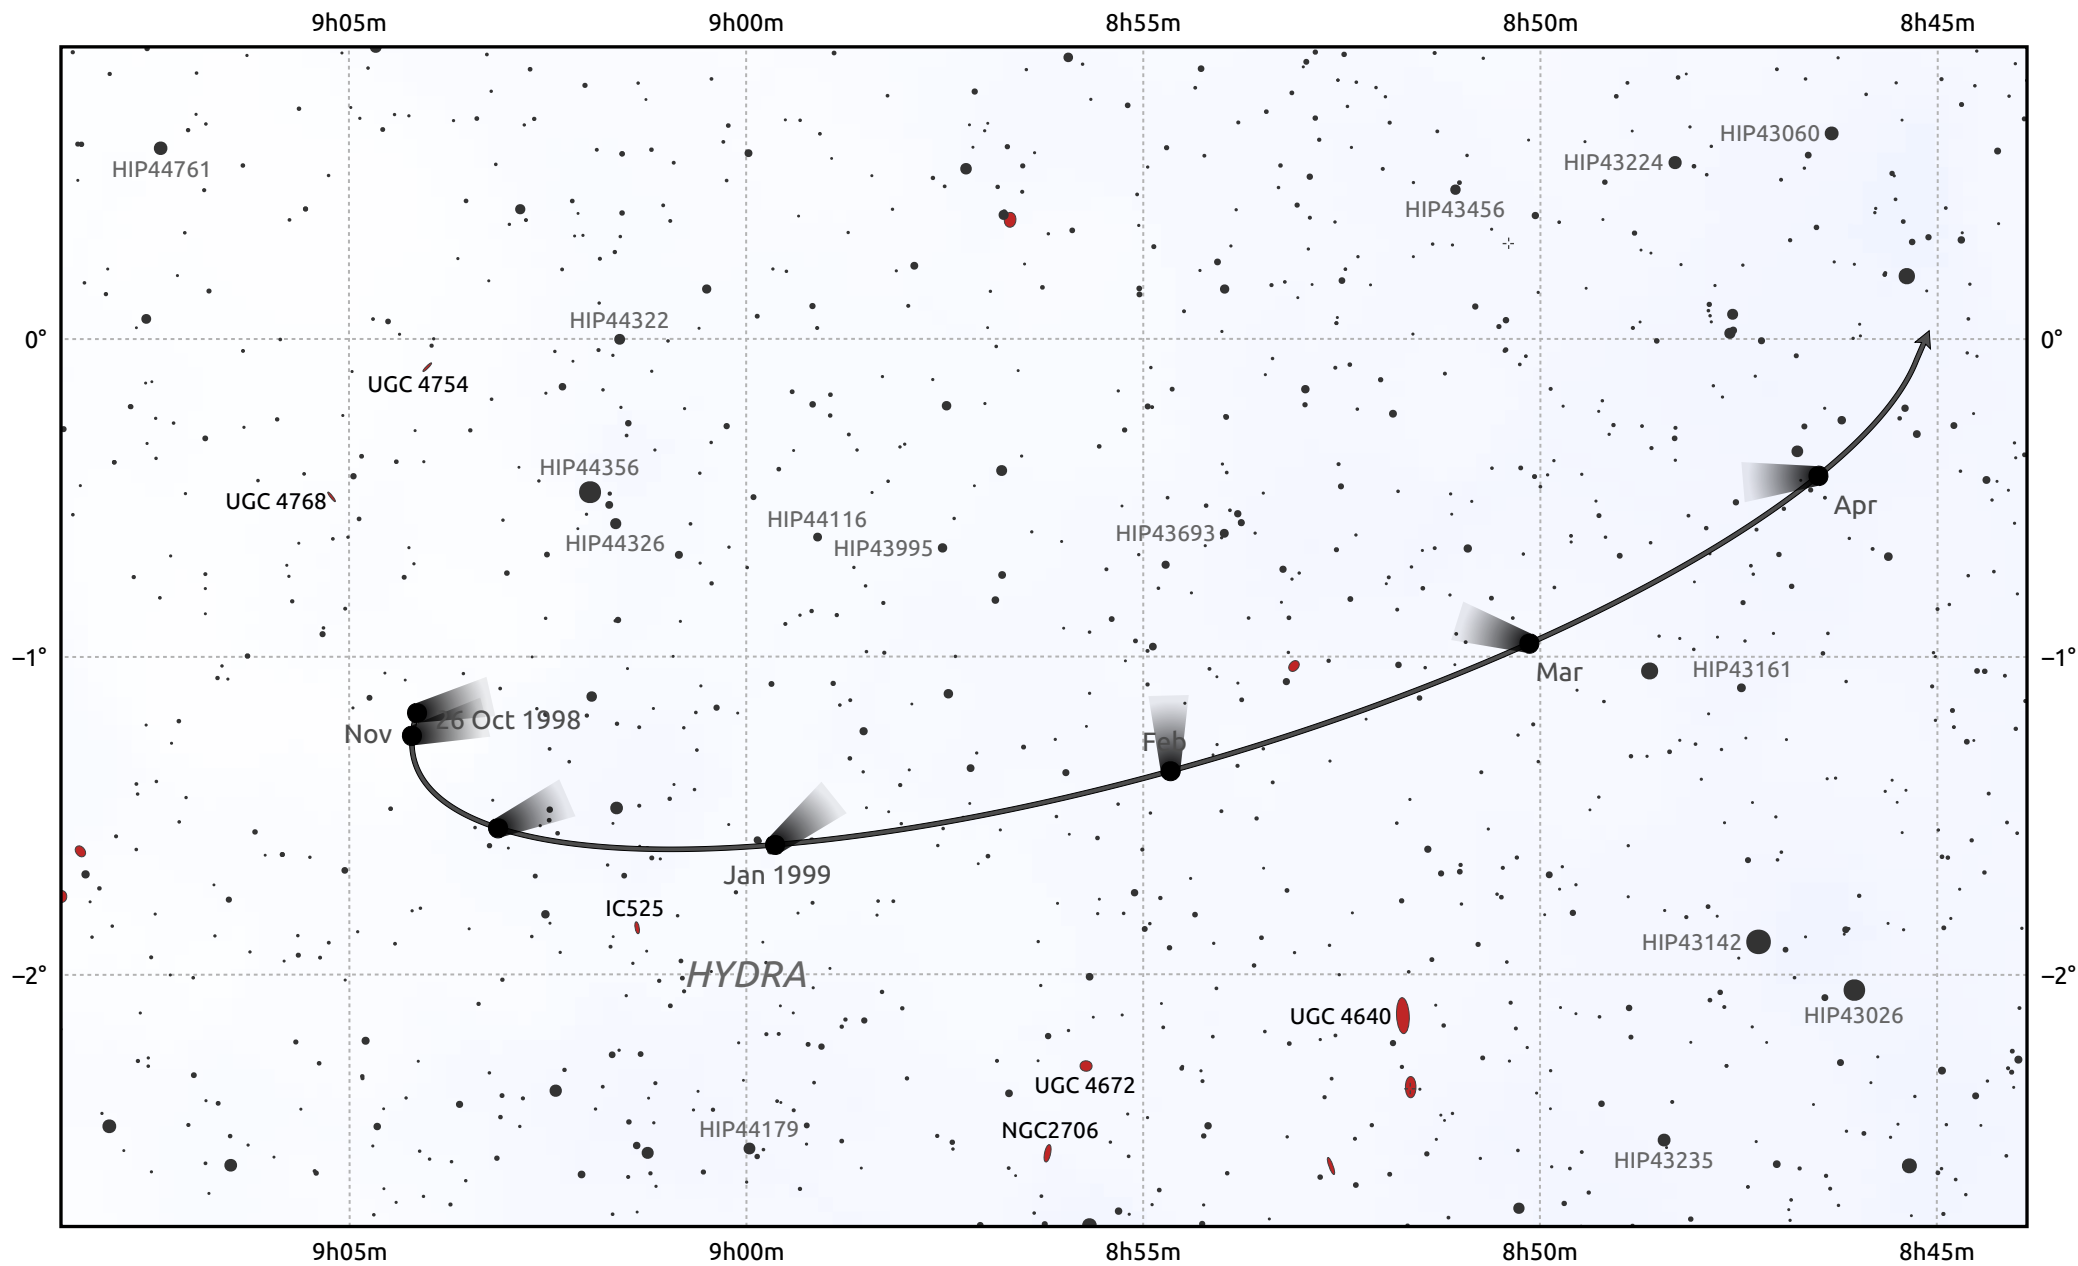 9h05m 9h00m 8h55m 8h50m 8h45m
HIP43060
HIP44761
HIP43224
HIP43456
HIP44322
0° 0°
UGC 4754
HIP44356
UGC 4768
Apr
HIP44116
HIP43693
HIP44326
HIP43995
−1° −1°
Mar
HIP43161
26 Oct 1998
Nov
Feb
Jan 1999
IC525
HIP43142
−2° −2°
HYDRA
UGC 4640
HIP43026
UGC 4672
HIP44179
NGC2706
HIP43235
9h05m 9h00m 8h55m 8h50m 8h45m